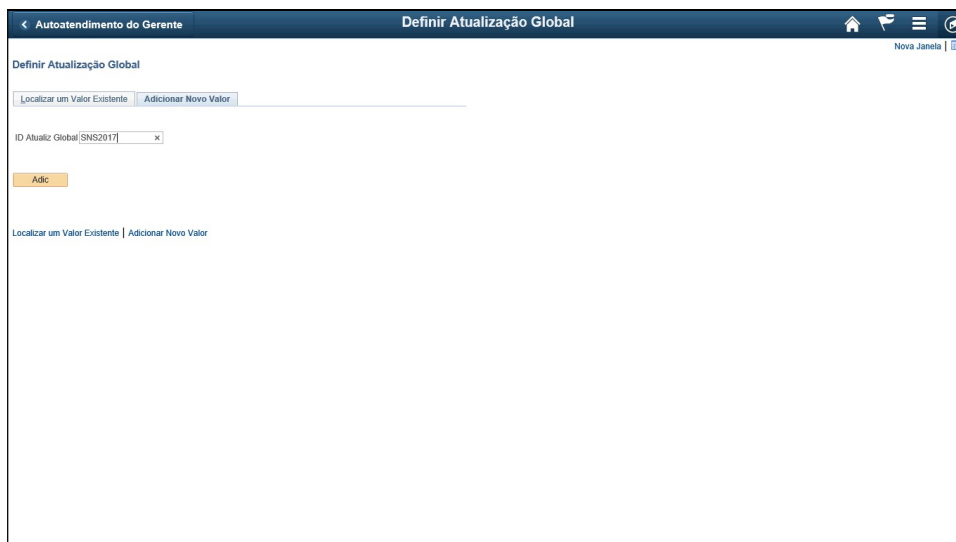 Autoatendimento do Gerente
Definir Atualização Global
Nova Janela |
Definir Atualização Global
Localizar um Valor Existente
Adicionar Novo Valor
ID Atualiz Global SNS2017 ×
Adic
Localizar um Valor Existente | Adicionar Novo Valor